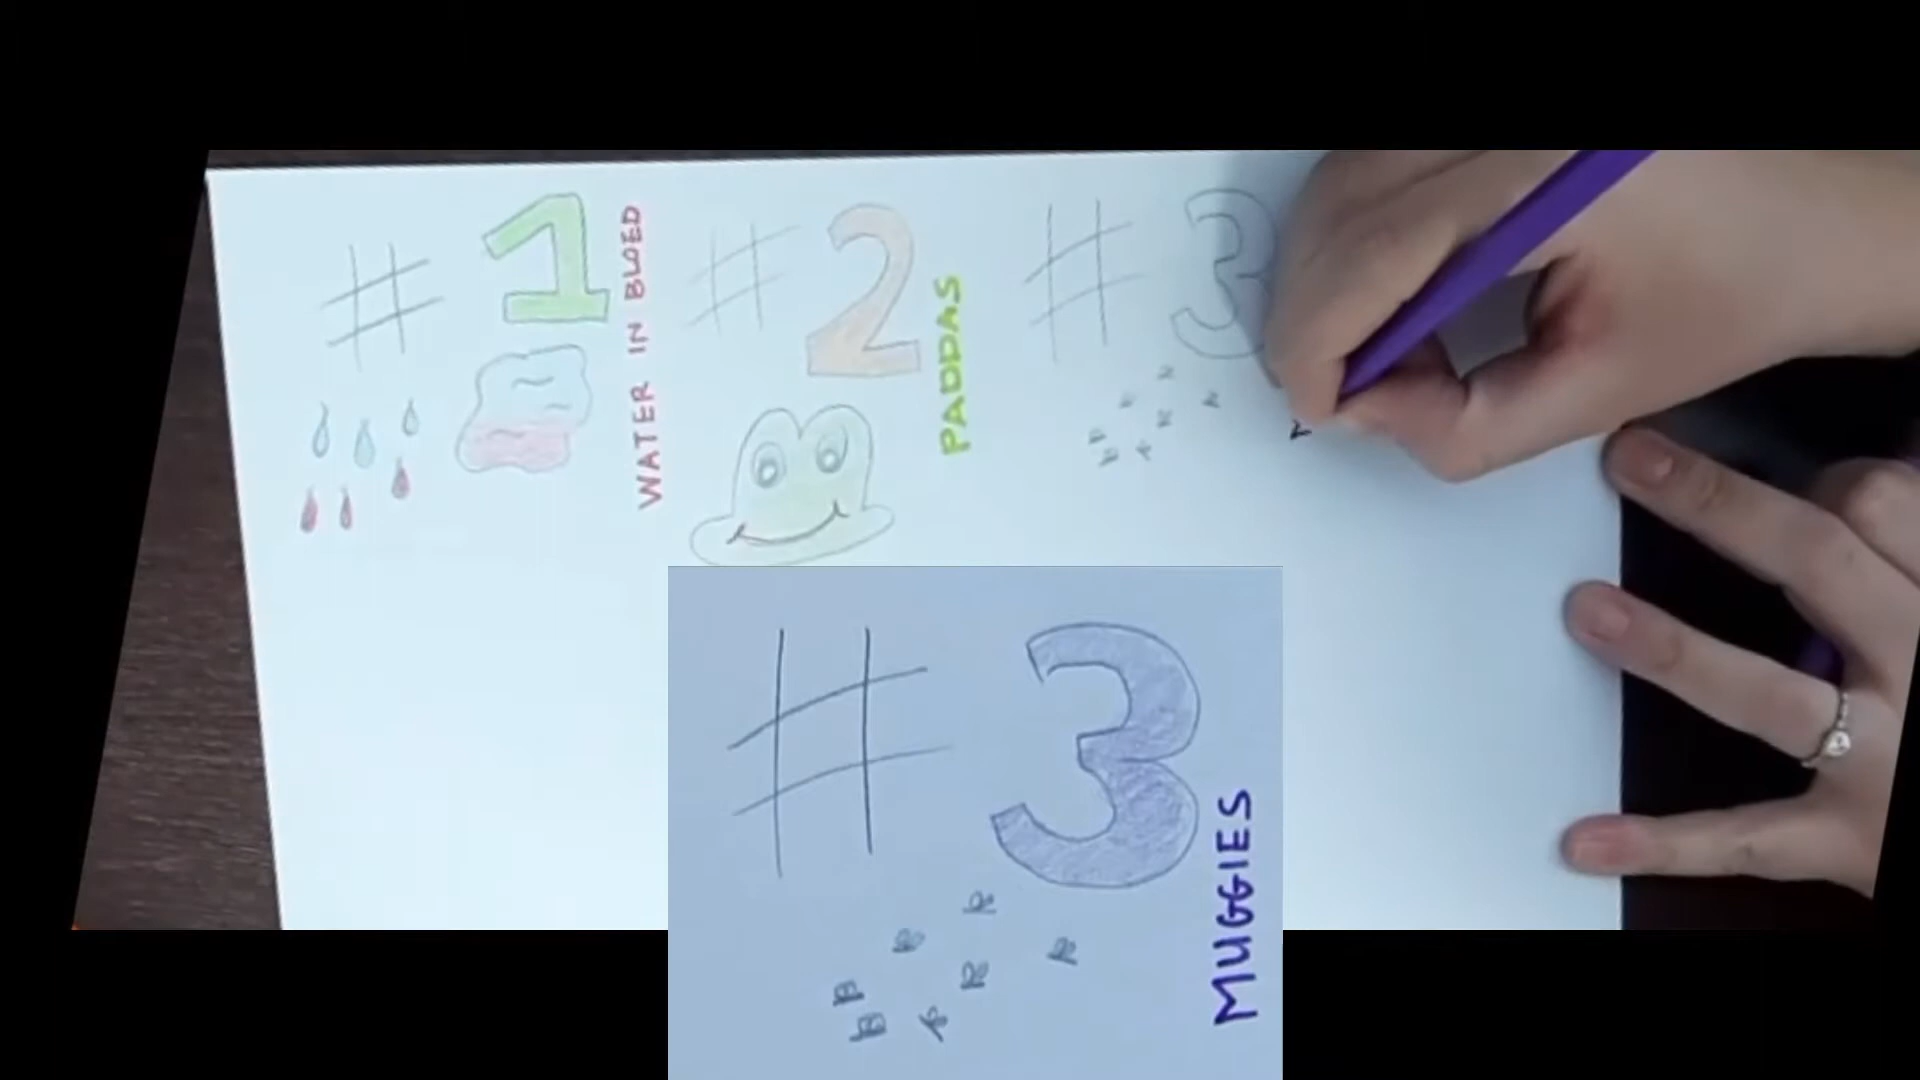 # 1
WATER IN BLOED
# 2
PADDAS
# 3
# 3
MUGGIES